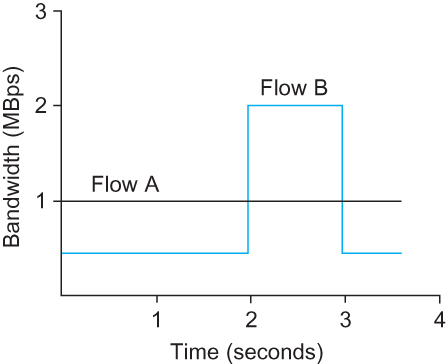 3
Flow B
2
Flow A
1
Bandwidth (MBps)
1 2 3 4
Time (seconds)